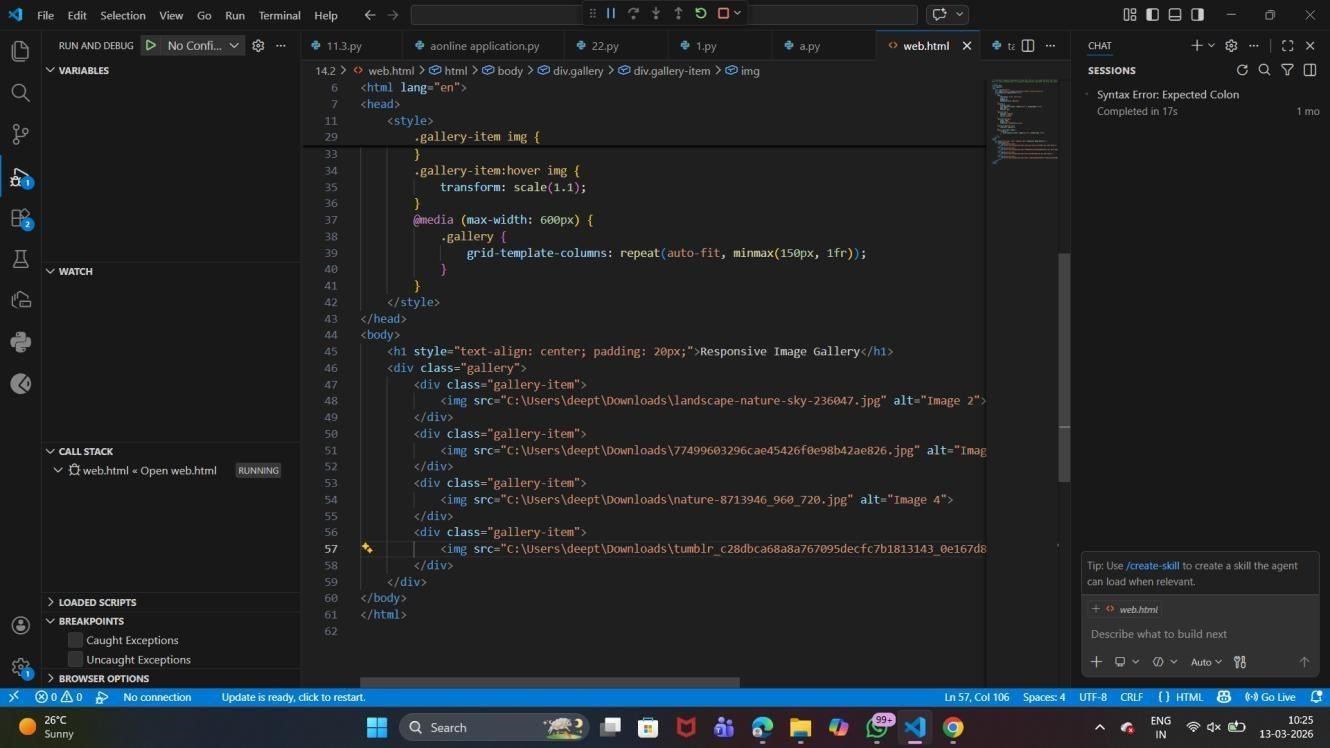 File Edit Selection View Go Run Terminal Help
RUN AND DEBUG No Confi...
11.3.py aonline application.py 22.py 1.py a.py web.html
CHAT
VARIABLES
14.2 > web.html > html > body > div.gallery > div.gallery-item > img
SESSIONS
Syntax Error: Expected Colon
Completed in 17s 1 mo
6 <html lang="en">
7 <head>
11 <style>
29 .gallery-item img {
33 }
34 .gallery-item:hover img {
35 transform: scale(1.1);
36 }
37 @media (max-width: 600px) {
38 .gallery {
39 grid-template-columns: repeat(auto-fit, minmax(150px, 1fr));
40 }
41 }
42 </style>
43 </head>
44 <body>
45 <h1 style="text-align: center; padding: 20px;">Responsive Image Gallery</h1>
46 <div class="gallery">
47 <div class="gallery-item">
48 <img src="C:\Users\deept\Downloads\landscape-nature-sky-236047.jpg" alt="Image 2">
49 </div>
50 <div class="gallery-item">
51 <img src="C:\Users\deept\Downloads\77499603296cae45426f0e98b42ae826.jpg" alt="Imag
52 </div>
53 <div class="gallery-item">
54 <img src="C:\Users\deept\Downloads\nature-8713946_960_720.jpg" alt="Image 4">
55 </div>
56 <div class="gallery-item">
57 <img src="C:\Users\deept\Downloads\tumblr_c28dbca68a8a767095decfc7b1813143_0e167d8
58 </div>
59 </div>
60 </body>
61 </html>
62
WATCH
CALL STACK
web.html « Open web.html RUNNING
LOADED SCRIPTS
BREAKPOINTS
Caught Exceptions
Uncaught Exceptions
BROWSER OPTIONS
1
2
1
Tip: Use /create-skill to create a skill the agent
can load when relevant.
web.html
Describe what to build next
Auto
0 0 No connection Update is ready, click to restart. Ln 57, Col 106 Spaces: 4 UTF-8 CRLF { } HTML Go Live
26°C
Sunny
Search
99+
ENG
IN
10:25
13-03-2026